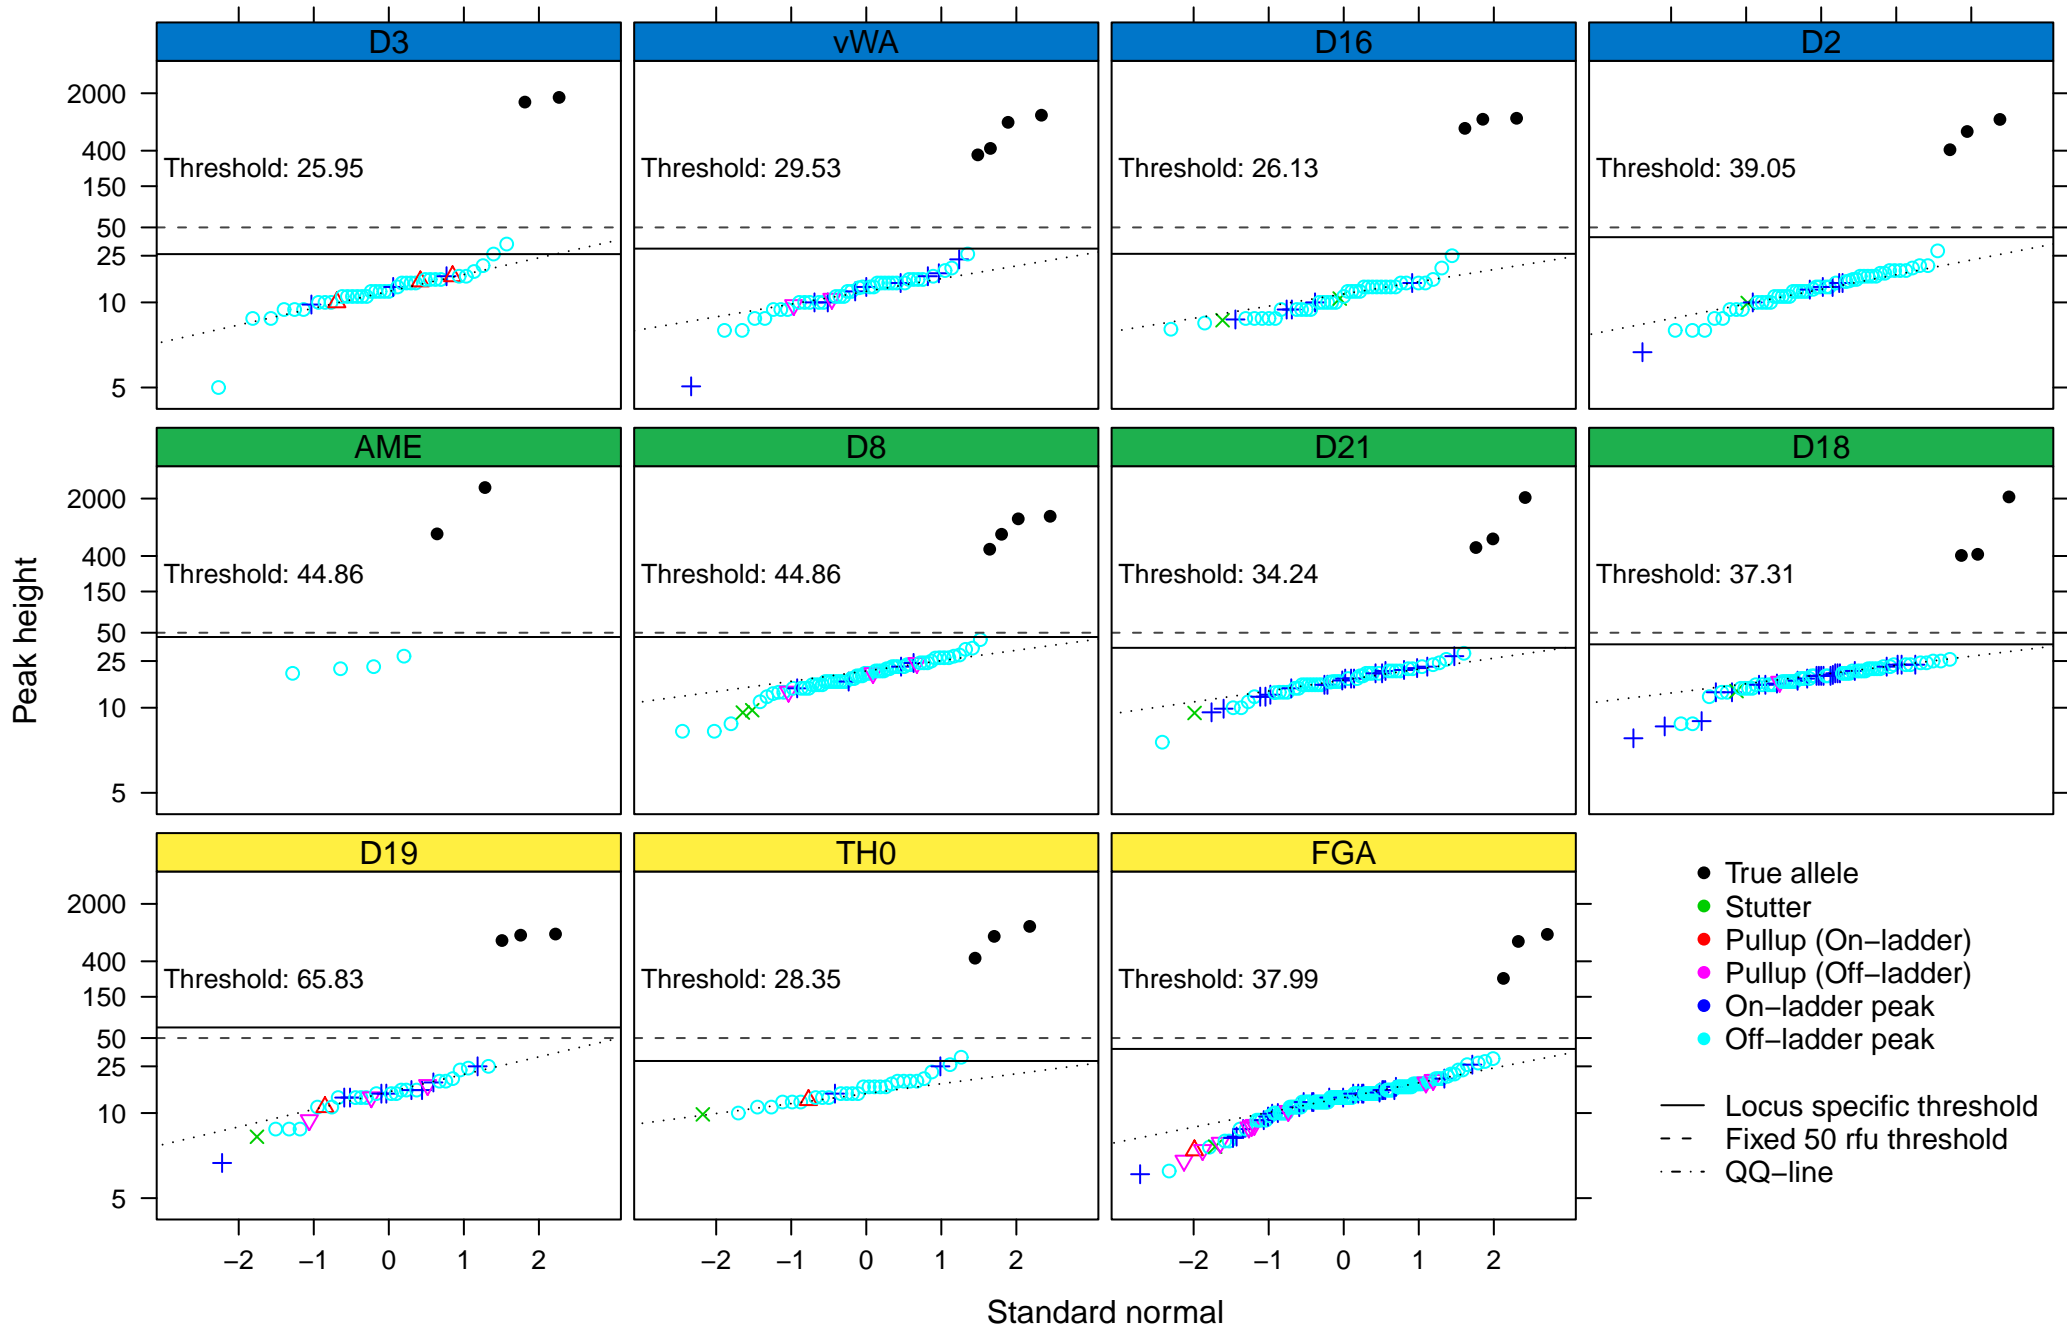 D3 vWA D16 D2
2000
400
150
50
25
10
5
Threshold: 25.95 Threshold: 29.53 Threshold: 26.13 Threshold: 39.05
AME D8 D21 D18
2000
400
150
50
25
10
5
Threshold: 44.86 Threshold: 44.86 Threshold: 34.24 Threshold: 37.31
Peak height
D19 TH0 FGA
2000
400
150
50
25
10
5
Threshold: 65.83 Threshold: 28.35 Threshold: 37.99
True allele
Stutter
Pullup (On−ladder)
Pullup (Off−ladder)
On−ladder peak
Off−ladder peak
Locus specific threshold
Fixed 50 rfu threshold
QQ−line
−2 −1 0 1 2 −2 −1 0 1 2 −2 −1 0 1 2
Standard normal